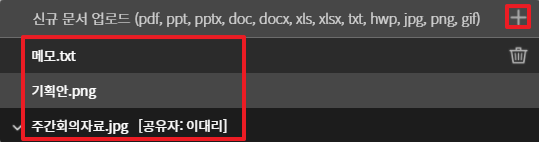 신규 문서 업로드 (pdf, ppt, pptx, doc, docx, xls, xlsx, txt, hwp, jpg, png, gif)
메모.txt
기획안.png
주간회의자료.jpg [공유자: 이대리]